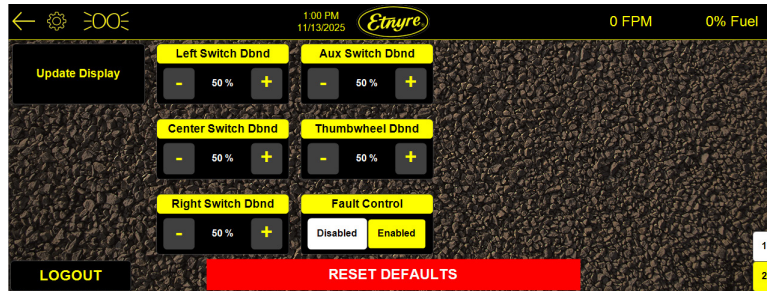 1:00 PM
11/13/2025
Etnyre
0 FPM
0% Fuel
Update Display
Left Switch Dbnd
- 50 % +
Aux Switch Dbnd
- 50 % +
Center Switch Dbnd
- 50 % +
Thumbwheel Dbnd
- 50 % +
Right Switch Dbnd
- 50 % +
Fault Control
Disabled Enabled
1
2
LOGOUT
RESET DEFAULTS